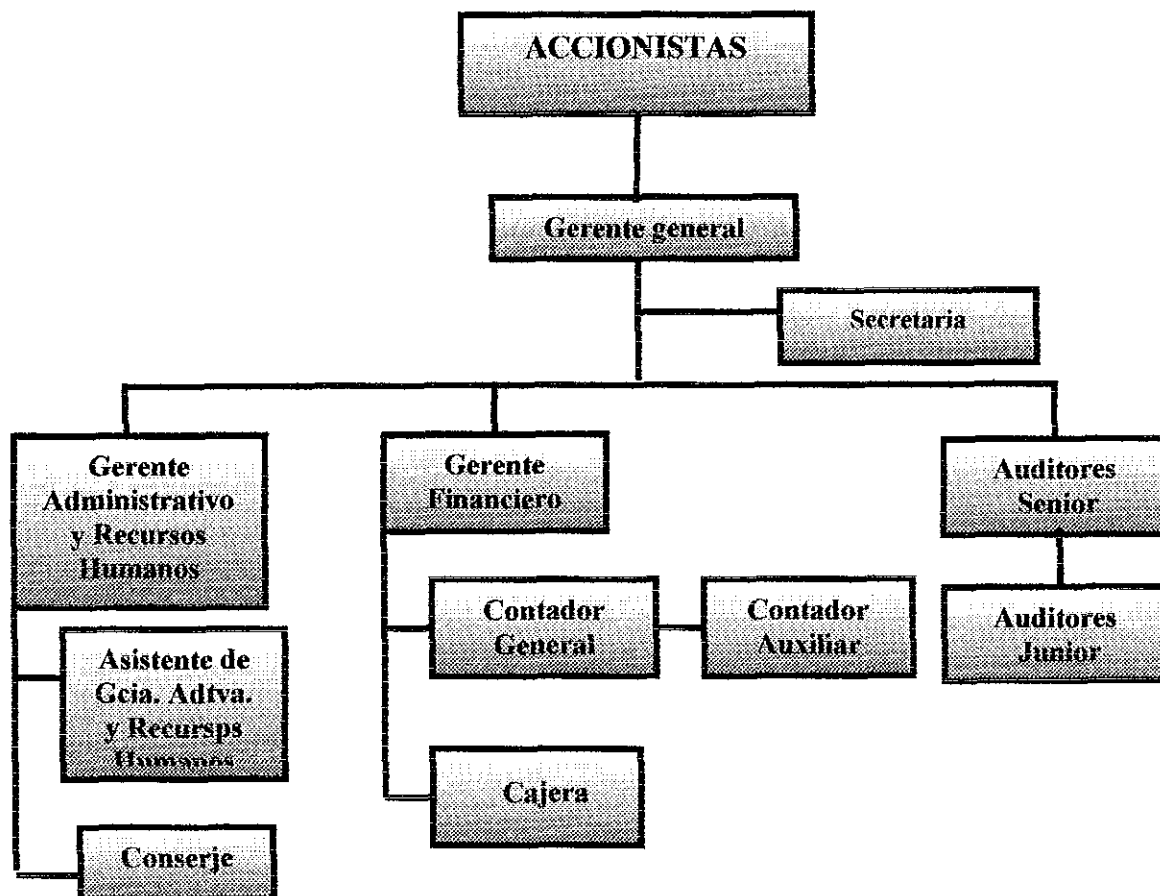 ACCIONISTAS
Gerente general
Secretaria
Gerente
Administrativo
y Recursos
Humanos
Gerente
Financiero
Auditores
Senior
Contador
General
Contador
Auxiliar
Auditores
Junior
Asistente de
Gcia. Adtva.
y Recursps
Humanos
Cajera
Conserje